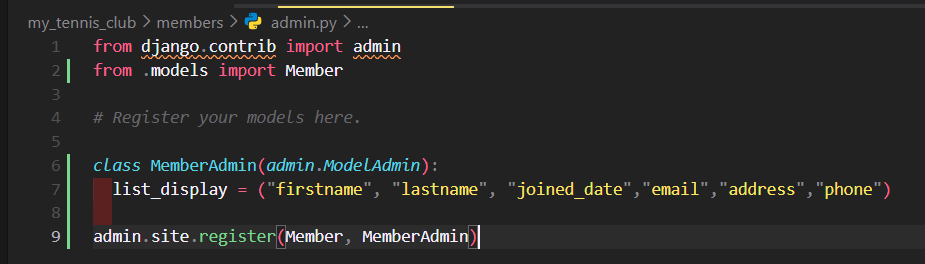 my_tennis_club > members > admin.py > ...
1 from django.contrib import admin
2 from .models import Member
3
4 # Register your models here.
5
6 class MemberAdmin(admin.ModelAdmin):
7   list_display = ("firstname", "lastname", "joined_date","email","address","phone")
8
9 admin.site.register(Member, MemberAdmin)